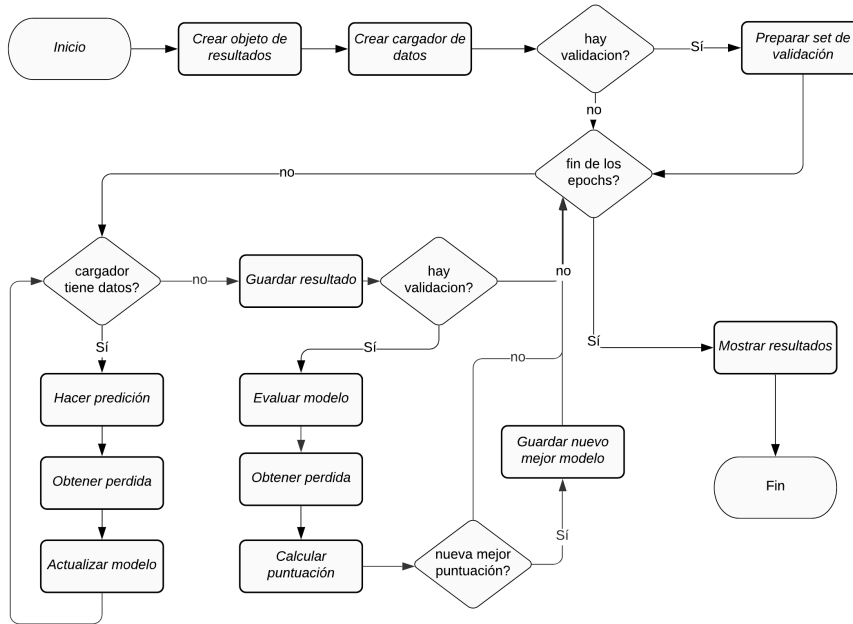 Inicio
Crear objeto de
resultados
Crear cargador de
datos
hay
validacion?
Sí
Preparar set de
validación
no
fin de los
epochs?
no
cargador
tiene datos?
no
Guardar resultado
hay
validacion?
no
Sí
Sí
Sí
Mostrar resultados
no
Hacer predición
Evaluar modelo
Guardar nuevo
mejor modelo
Obtener perdida
Obtener perdida
Fin
Sí
Actualizar modelo
Calcular
puntuación
nueva mejor
puntuación?